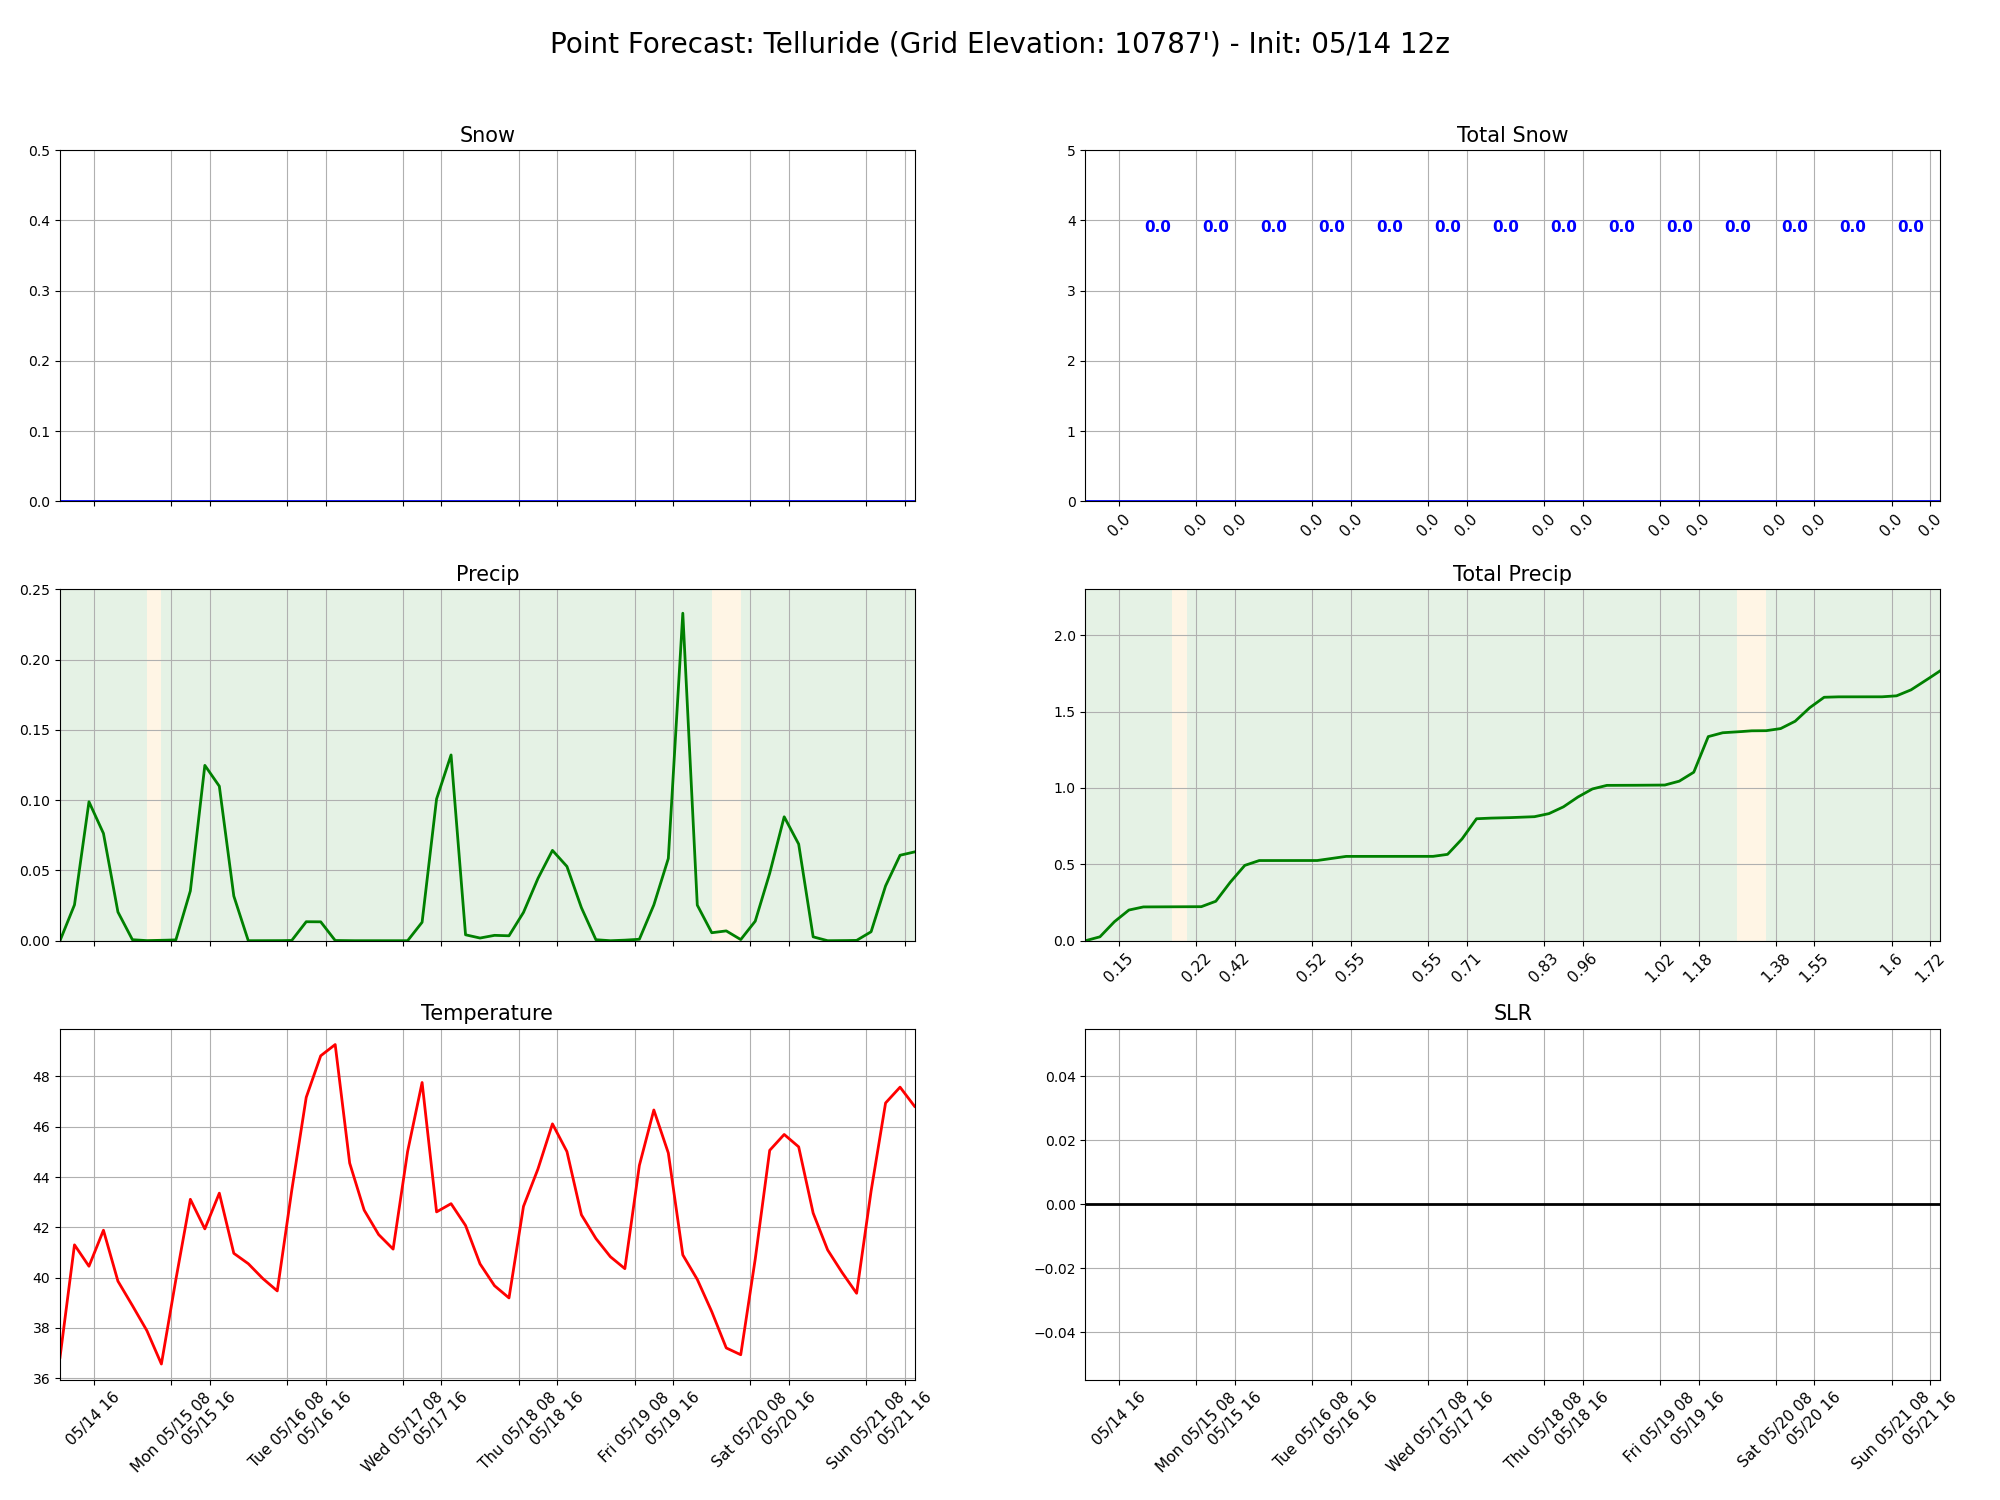 Point Forecast: Telluride (Grid Elevation: 10787') - Init: 05/14 12z
Snow
0.5
0.4
0.3
0.2
0.1
0.0
Total Snow
5
4
3
2
1
0
0.0 0.0 0.0 0.0 0.0 0.0 0.0 0.0 0.0 0.0 0.0 0.0 0.0 0.0
0.0 0.0 0.0 0.0 0.0 0.0 0.0 0.0 0.0 0.0 0.0 0.0 0.0 0.0 0.0
Precip
0.25
0.20
0.15
0.10
0.05
0.00
Total Precip
2.0
1.5
1.0
0.5
0.0
0.15 0.22 0.42 0.52 0.55 0.55 0.71 0.83 0.96 1.02 1.18 1.38 1.55 1.6 1.72
Temperature
48
46
44
42
40
38
36
05/14 16
Mon 05/15 08
05/15 16
Tue 05/16 08
05/16 16
Wed 05/17 08
05/17 16
Thu 05/18 08
05/18 16
Fri 05/19 08
05/19 16
Sat 05/20 08
05/20 16
Sun 05/21 08
05/21 16
SLR
0.04
0.02
0.00
−0.02
−0.04
05/14 16
Mon 05/15 08
05/15 16
Tue 05/16 08
05/16 16
Wed 05/17 08
05/17 16
Thu 05/18 08
05/18 16
Fri 05/19 08
05/19 16
Sat 05/20 08
05/20 16
Sun 05/21 08
05/21 16